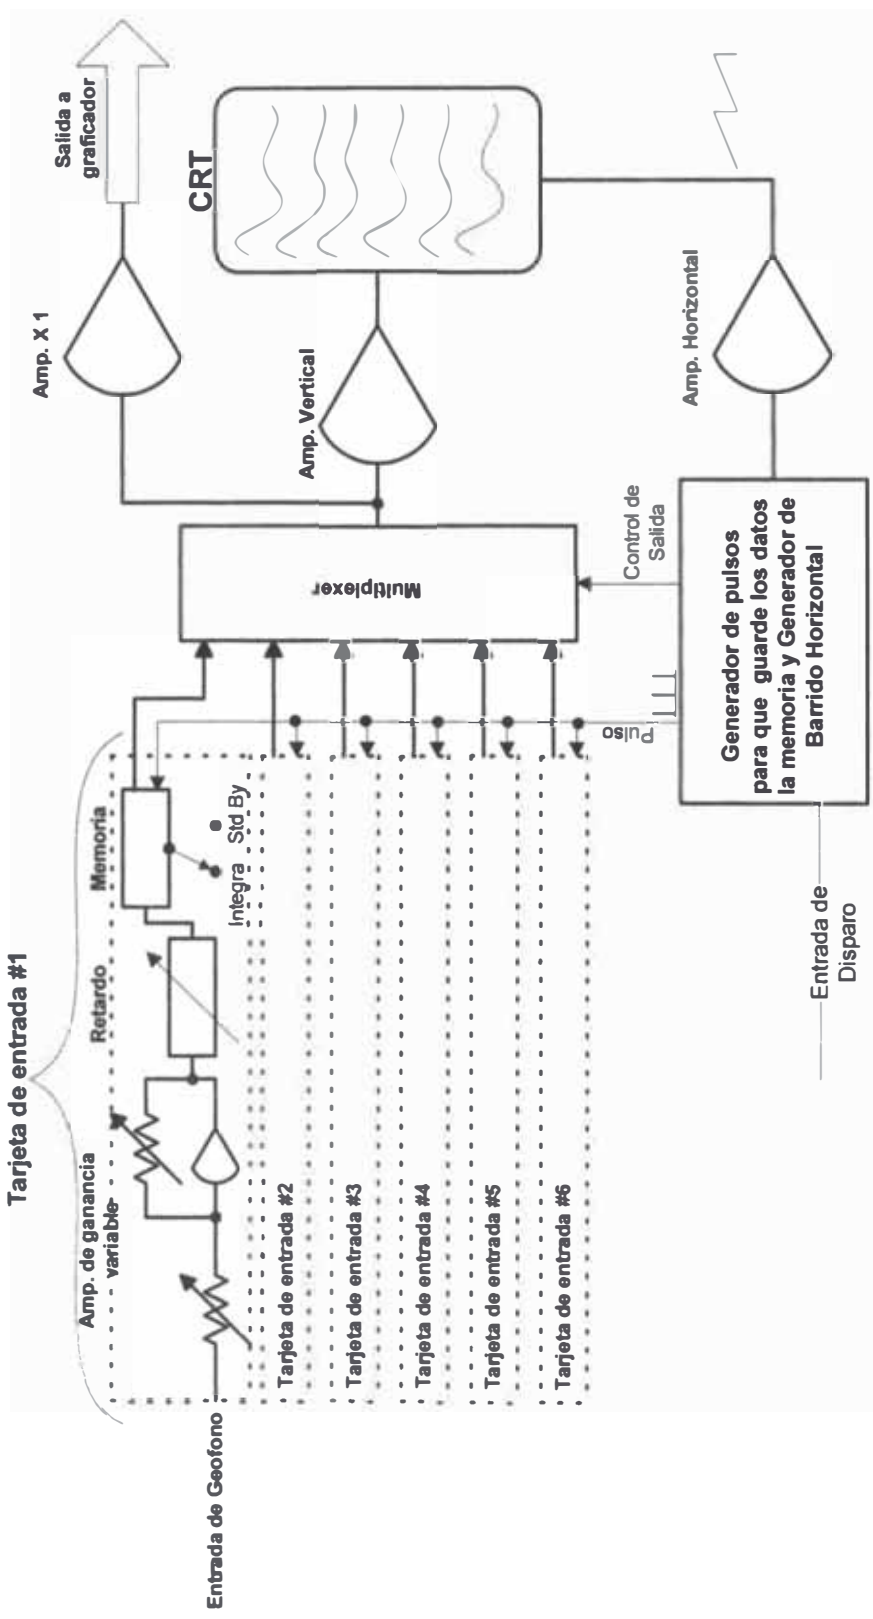 Tarjeta de entrada #1
Amp. de ganancia
variable
Retardo
Memoria
Entrada de Geofono
Integra
Std By
Tarjeta de entrada #2
Tarjeta de entrada #3
Tarjeta de entrada #4
Tarjeta de entrada #5
Tarjeta de entrada #6
Pulso
Multiplexer
Control de
Salida
Amp. X 1
Salida a
graficador
Amp. Vertical
CRT
Amp. Horizontal
Generador de pulsos
para que guarde los datos
la memoria y Generador de
Barrido Horizontal
Entrada de
Disparo